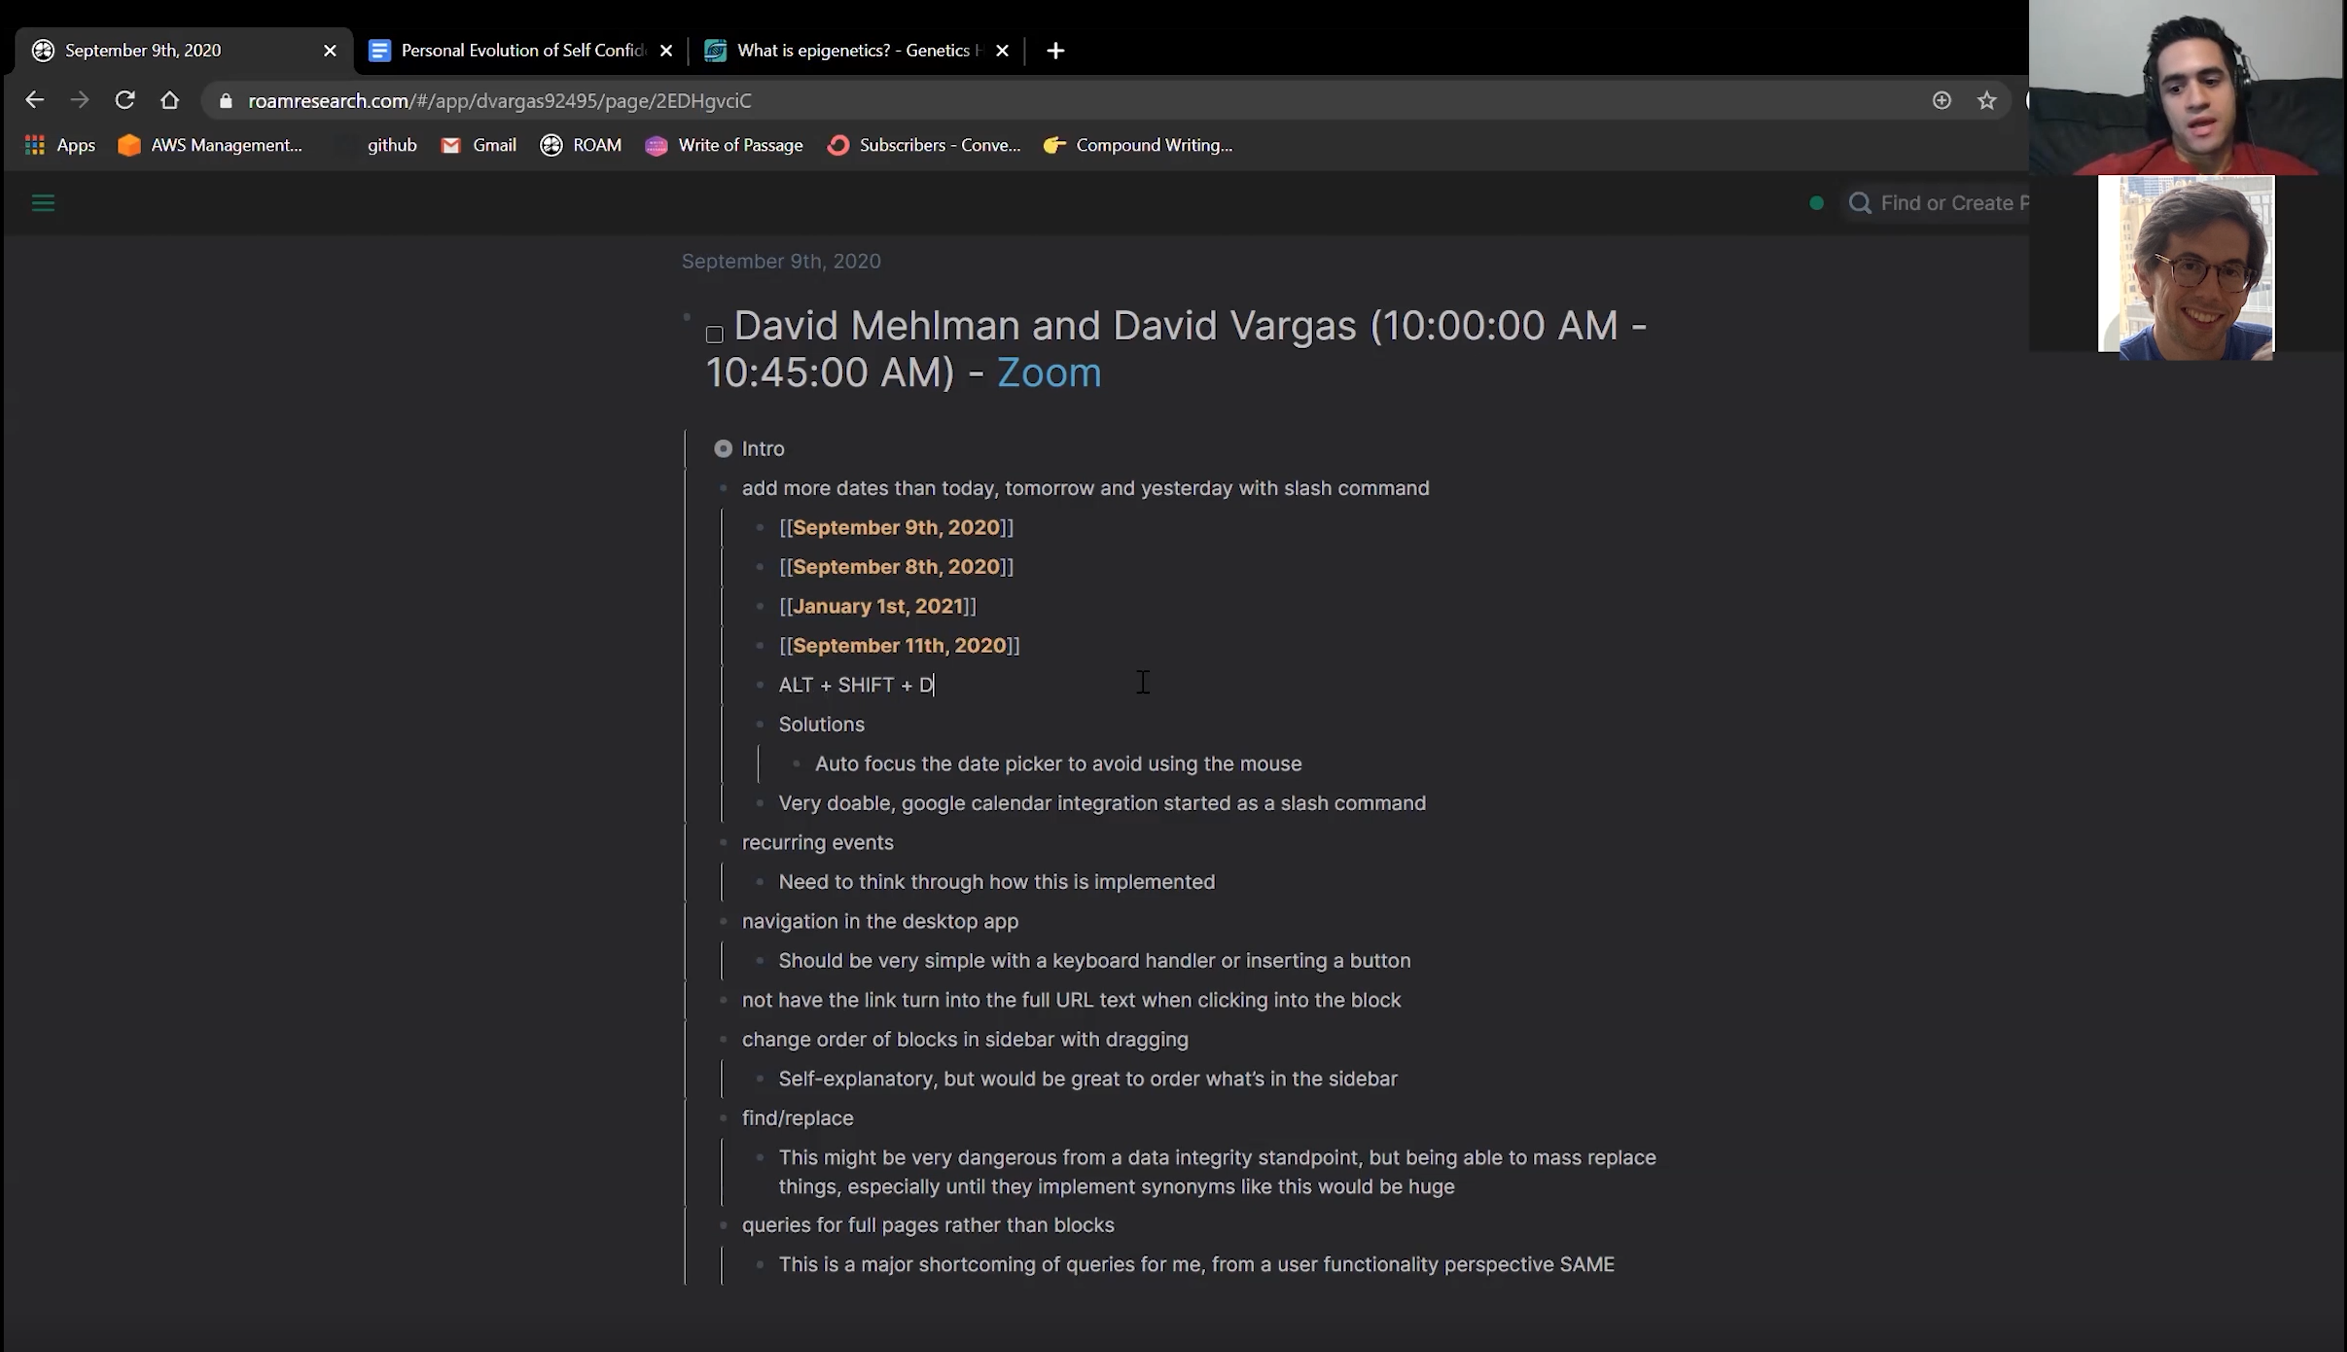 September 9th, 2020
Personal Evolution of Self Confid
What is epigenetics? - Genetics H
roamresearch.com/#/app/dvargas92495/page/2EDHgvciC
Apps
AWS Management...
github
Gmail
ROAM
Write of Passage
Subscribers - Conve...
Compound Writing...
Find or Create P
September 9th, 2020
David Mehlman and David Vargas (10:00:00 AM -
10:45:00 AM) - Zoom
Intro
add more dates than today, tomorrow and yesterday with slash command
[[September 9th, 2020]]
[[September 8th, 2020]]
[[January 1st, 2021]]
[[September 11th, 2020]]
ALT + SHIFT + D
Solutions
Auto focus the date picker to avoid using the mouse
Very doable, google calendar integration started as a slash command
recurring events
Need to think through how this is implemented
navigation in the desktop app
Should be very simple with a keyboard handler or inserting a button
not have the link turn into the full URL text when clicking into the block
change order of blocks in sidebar with dragging
Self-explanatory, but would be great to order what's in the sidebar
find/replace
This might be very dangerous from a data integrity standpoint, but being able to mass replace
things, especially until they implement synonyms like this would be huge
queries for full pages rather than blocks
This is a major shortcoming of queries for me, from a user functionality perspective SAME